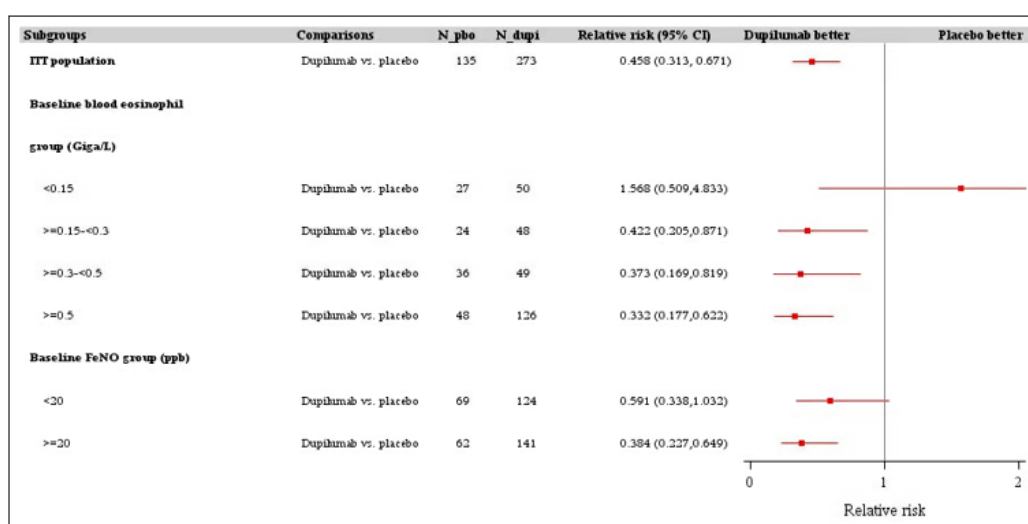 Subgroups Comparisons N_pbo N_dupi Relative risk (95% CI) Dupilumab better Placebo better
ITT population Dupilumab vs. placebo 135 273 0.458 (0.313, 0.671)
Baseline blood eosinophil
group (Giga/L)
<0.15 Dupilumab vs. placebo 27 50 1.568 (0.509,4.833)
>=0.15-<0.3 Dupilumab vs. placebo 24 48 0.422 (0.205,0.871)
>=0.3-<0.5 Dupilumab vs. placebo 36 49 0.373 (0.169,0.819)
>=0.5 Dupilumab vs. placebo 48 126 0.332 (0.177,0.622)
Baseline FeNO group (ppb)
<20 Dupilumab vs. placebo 69 124 0.591 (0.338,1.032)
>=20 Dupilumab vs. placebo 62 141 0.384 (0.227,0.649)
0 1 2
Relative risk